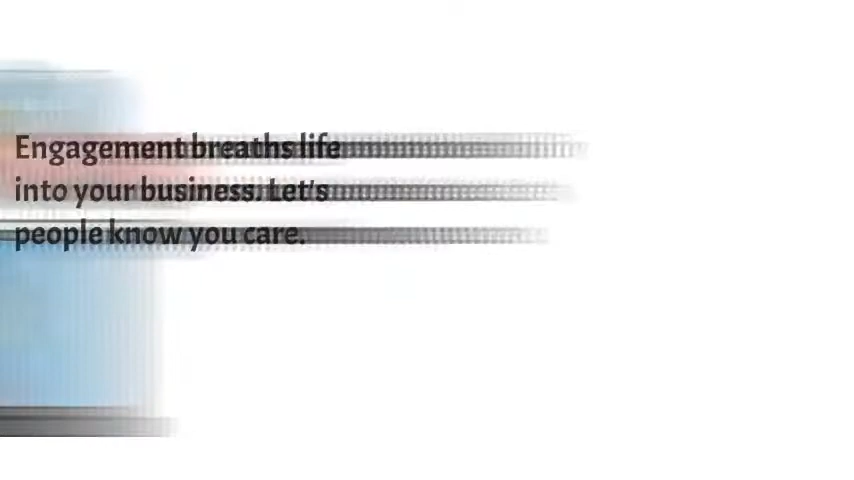 Engagement breaths life
into your business. Let's
people know you care.